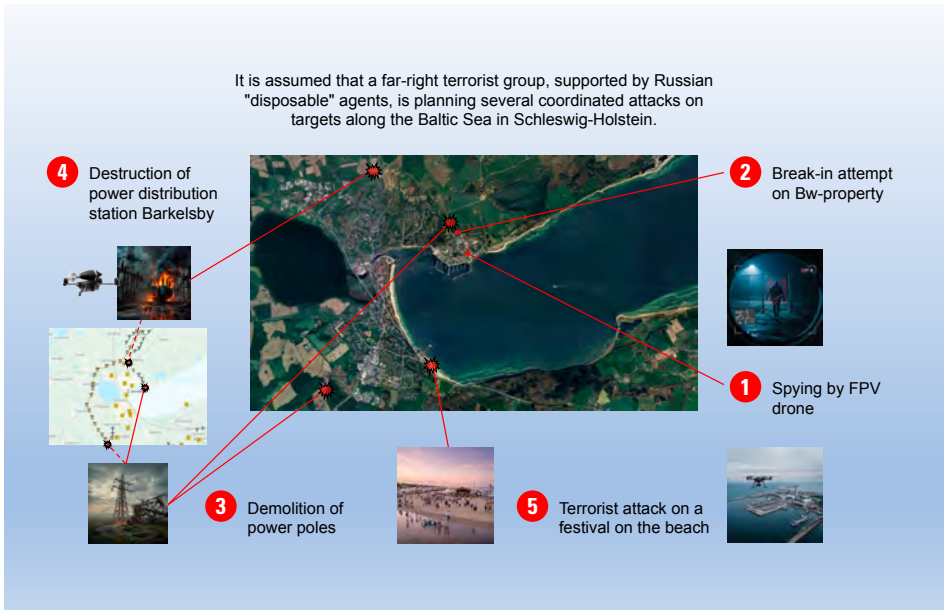 It is assumed that a far-right terrorist group, supported by Russian
"disposable" agents, is planning several coordinated attacks on
targets along the Baltic Sea in Schleswig-Holstein.
4
Destruction of
power distribution
station Barkelsby
2
Break-in attempt
on Bw-property
1
Spying by FPV
drone
3
Demolition of
power poles
5
Terrorist attack on a
festival on the beach